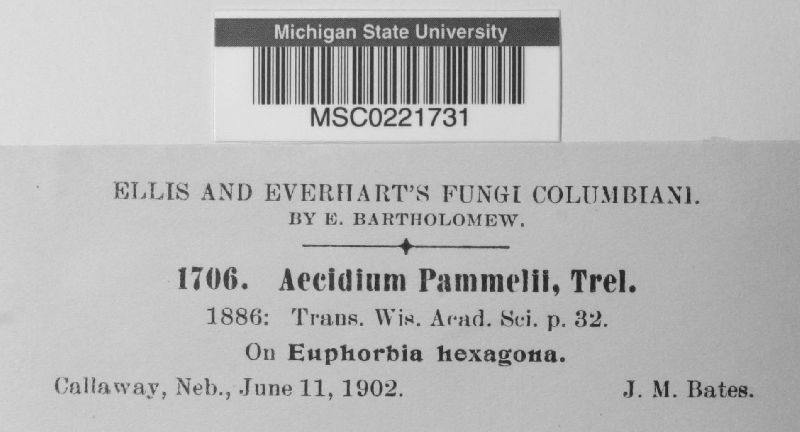 Michigan State University
MSC0221731
ELLIS AND EVERHART'S FUNGI COLUMBIANI.
BY E. BARTHOLOMEW.
1706. Aecidium Pammelii, Trel.
1886: Trans. Wis. Acad. Sci. p. 32.
On Euphorbia hexagona.
Callaway, Neb., June 11, 1902. J. M. Bates.